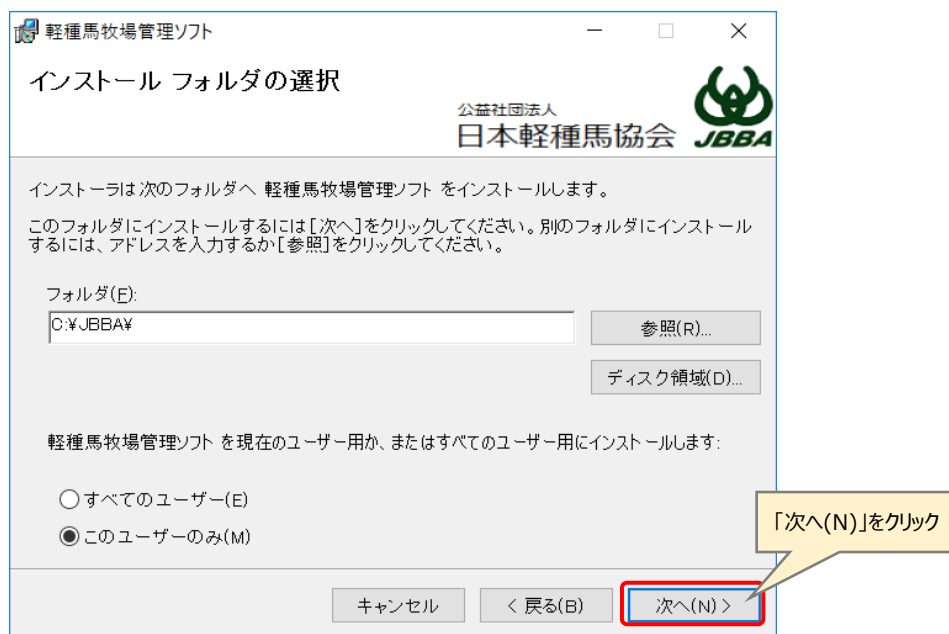 軽種馬牧場管理ソフト
インストール フォルダの選択
公益社団法人
日本軽種馬協会
JBBA
インストーラは次のフォルダへ 軽種馬牧場管理ソフト をインストールします。
このフォルダにインストールするには[次へ]をクリックしてください。別のフォルダにインストール
するには、アドレスを入力するか[参照]をクリックしてください。
フォルダ(F):
C:¥JBBA¥
参照(R)...
ディスク領域(D)...
軽種馬牧場管理ソフト を現在のユーザー用か、またはすべてのユーザー用にインストールします:
すべてのユーザー(E)
このユーザーのみ(M)
「次へ(N)」をクリック
キャンセル
< 戻る(B)
次へ(N) >